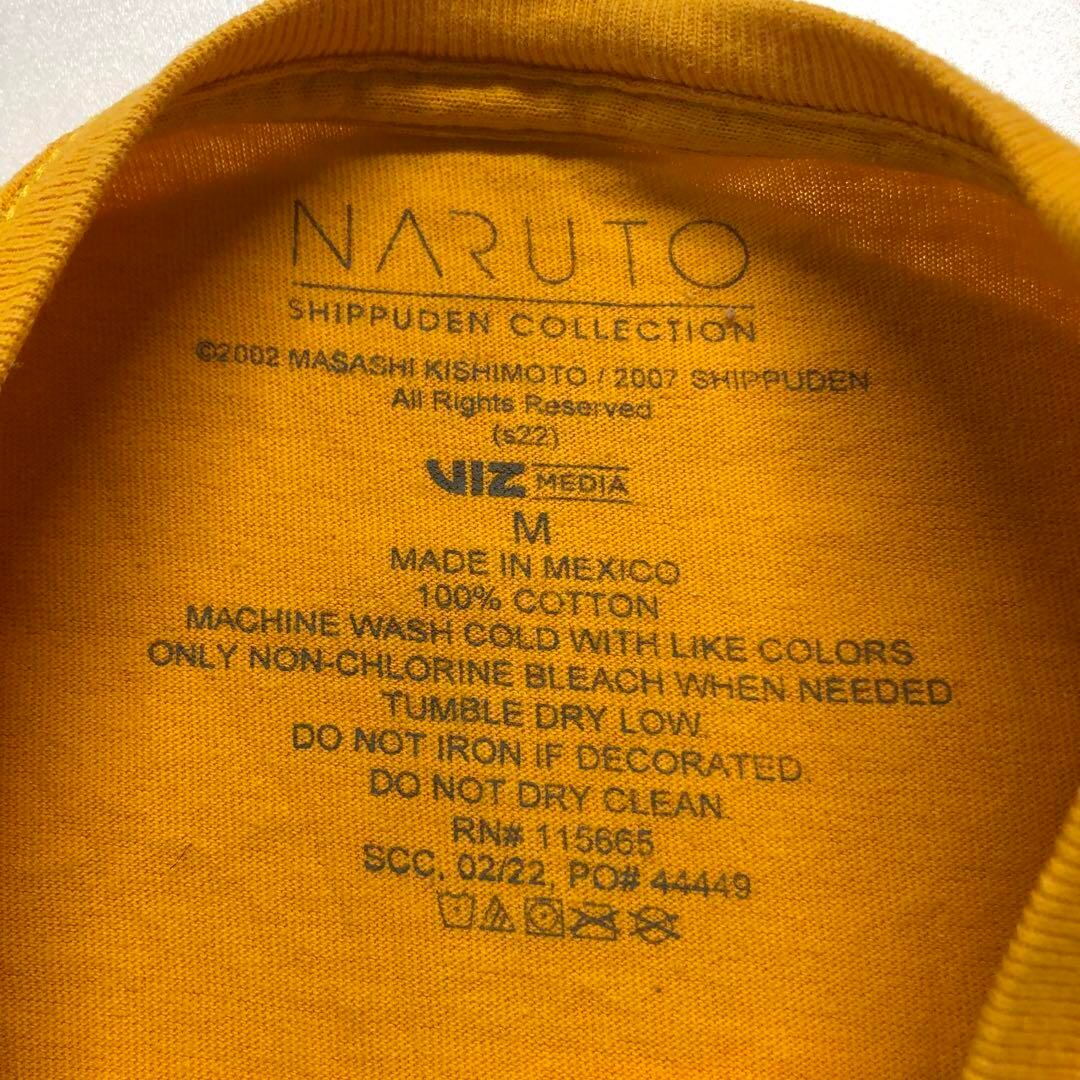 NARUTO
SHIPPUDEN COLLECTION
©2002 MASASHI KISHIMOTO / 2007 SHIPPUDEN
All Rights Reserved
(s22)
VIZ MEDIA
M
MADE IN MEXICO
100% COTTON
MACHINE WASH COLD WITH LIKE COLORS
ONLY NON-CHLORINE BLEACH WHEN NEEDED.
TUMBLE DRY LOW.
DO NOT IRON IF DECORATED.
DO NOT DRY CLEAN.
RN# 115665
SCC, 02/22, PO# 44449